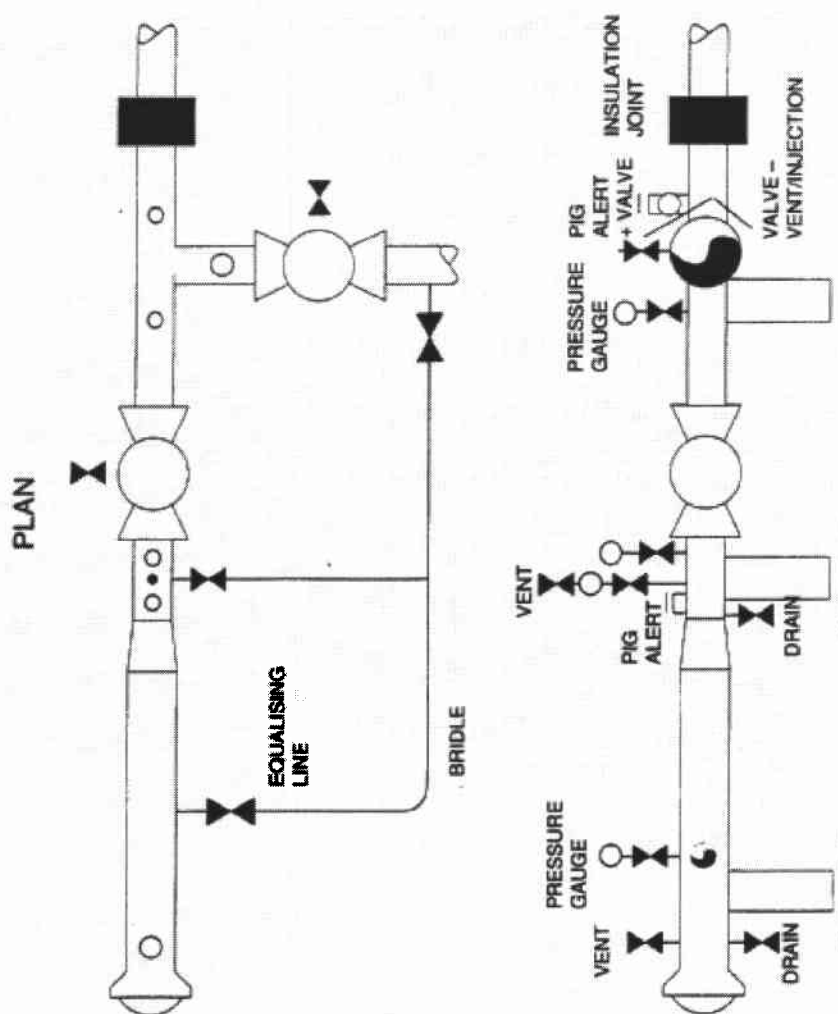 PLAN
EQUALISING
LINE
BRIDLE
VENT
DRAIN
PRESSURE
GAUGE
PIG
ALERT
VENT
DRAIN
PRESSURE
GAUGE
PIG
ALERT
+ VALVE
INSULATION
JOINT
VALVE –
VENT/INJECTION